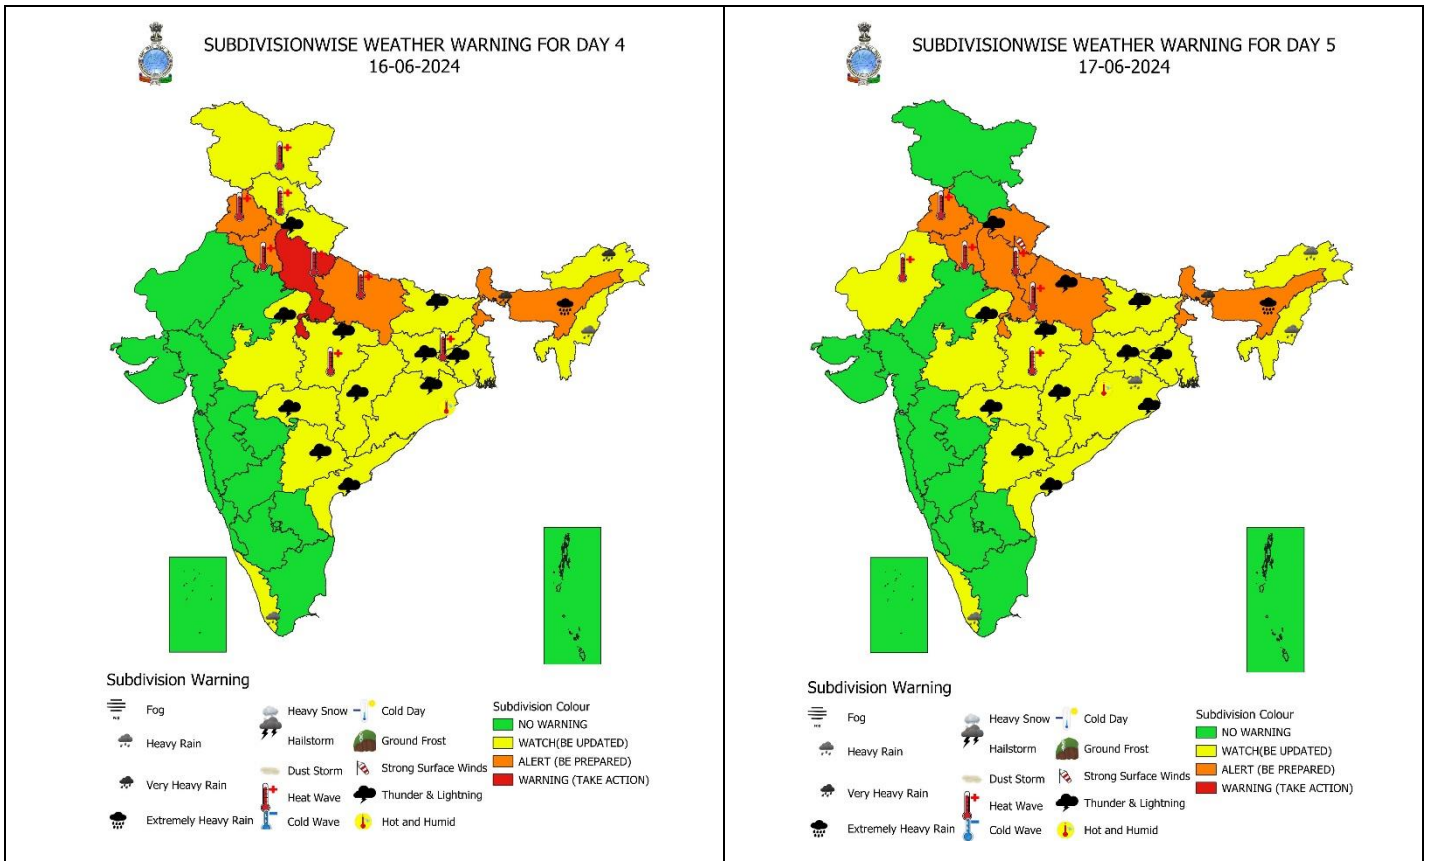 SUBDIVISIONWISE WEATHER WARNING FOR DAY 4
16-06-2024
Subdivision Warning
Fog
Heavy Rain
Very Heavy Rain
Extremely Heavy Rain
Heavy Snow
Hailstorm
Dust Storm
Heat Wave
Cold Wave
Cold Day
Ground Frost
Strong Surface Winds
Thunder & Lightning
Hot and Humid
Subdivision Colour
NO WARNING
WATCH(BE UPDATED)
ALERT (BE PREPARED)
WARNING (TAKE ACTION)
SUBDIVISIONWISE WEATHER WARNING FOR DAY 5
17-06-2024
Subdivision Warning
Fog
Heavy Rain
Very Heavy Rain
Extremely Heavy Rain
Heavy Snow
Hailstorm
Dust Storm
Heat Wave
Cold Wave
Cold Day
Ground Frost
Strong Surface Winds
Thunder & Lightning
Hot and Humid
Subdivision Colour
NO WARNING
WATCH(BE UPDATED)
ALERT (BE PREPARED)
WARNING (TAKE ACTION)